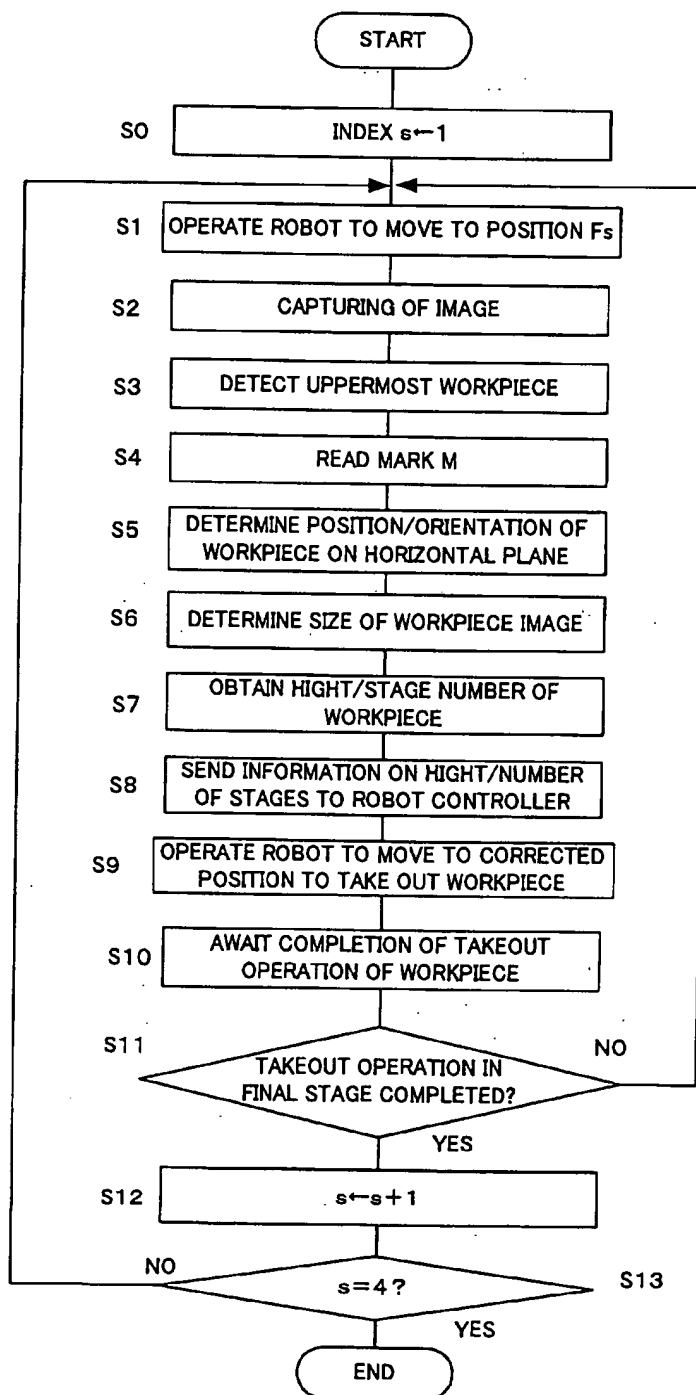 START
S0
INDEX s←1
S1
OPERATE ROBOT TO MOVE TO POSITION Fs
S2
CAPTURING OF IMAGE
S3
DETECT UPPERMOST WORKPIECE
S4
READ MARK M
S5
DETERMINE POSITION/ORIENTATION OF
WORKPIECE ON HORIZONTAL PLANE
S6
DETERMINE SIZE OF WORKPIECE IMAGE
S7
OBTAIN HIGHT/STAGE NUMBER OF
WORKPIECE
S8
SEND INFORMATION ON HIGHT/NUMBER
OF STAGES TO ROBOT CONTROLLER
S9
OPERATE ROBOT TO MOVE TO CORRECTED
POSITION TO TAKE OUT WORKPIECE
S10
AWAIT COMPLETION OF TAKEOUT
OPERATION OF WORKPIECE
S11
TAKEOUT OPERATION IN
FINAL STAGE COMPLETED?
NO
YES
S12
s←s+1
NO
s=4?
S13
YES
END